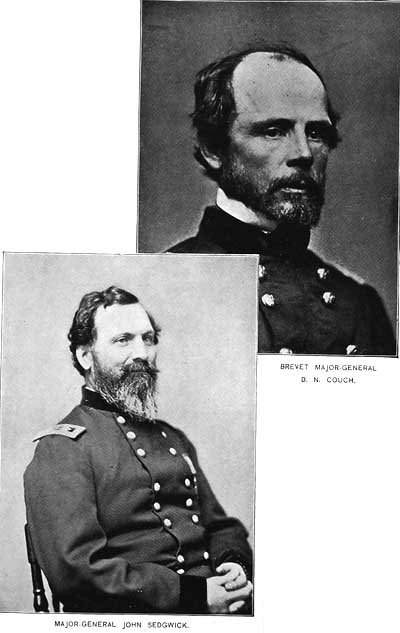 BREVET MAJOR-GENERAL
D. N. COUCH.
MAJOR-GENERAL JOHN SEDGWICK.